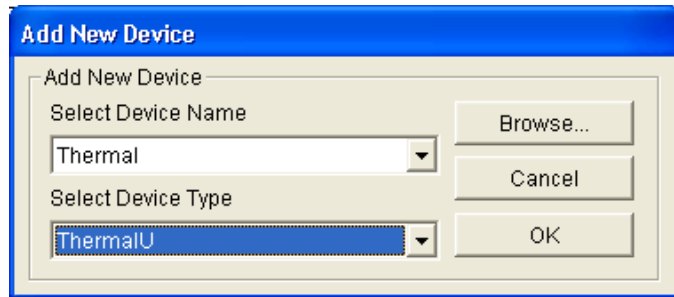 Add New Device
Add New Device
Select Device Name
Browse...
Thermal
Cancel
Select Device Type
ThermalU
OK